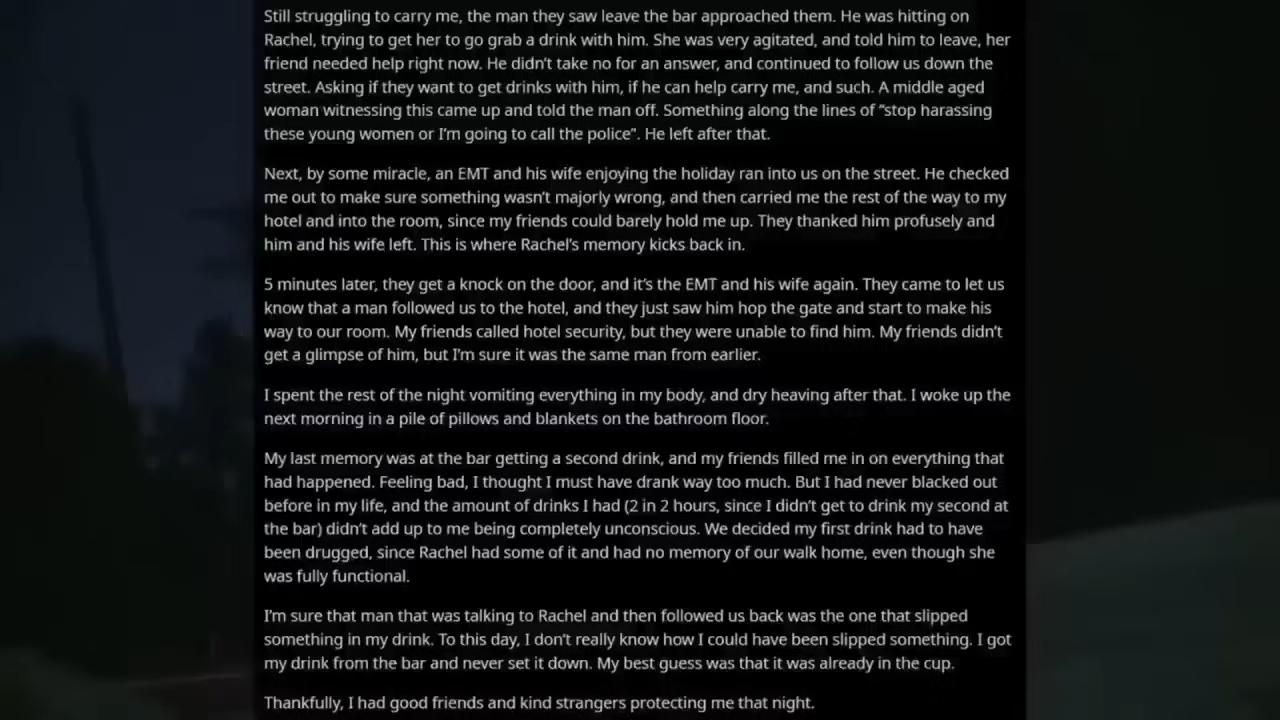 Still struggling to carry me, the man they saw leave the bar approached them. He was hitting on
Rachel, trying to get her to go grab a drink with him. She was very agitated, and told him to leave, her
friend needed help right now. He didn’t take no for an answer, and continued to follow us down the
street. Asking if they want to get drinks with him, if he can help carry me, and such. A middle aged
woman witnessing this came up and told the man off. Something along the lines of “stop harassing
these young women or I’m going to call the police”. He left after that.
Next, by some miracle, an EMT and his wife enjoying the holiday ran into us on the street. He checked
me out to make sure something wasn’t majorly wrong, and then carried me the rest of the way to my
hotel and into the room, since my friends could barely hold me up. They thanked him profusely and
him and his wife left. This is where Rachel’s memory kicks back in.
5 minutes later, they get a knock on the door, and it’s the EMT and his wife again. They came to let us
know that a man followed us to the hotel, and they just saw him hop the gate and start to make his
way to our room. My friends called hotel security, but they were unable to find him. My friends didn’t
get a glimpse of him, but I’m sure it was the same man from earlier.
I spent the rest of the night vomiting everything in my body, and dry heaving after that. I woke up the
next morning in a pile of pillows and blankets on the bathroom floor.
My last memory was at the bar getting a second drink, and my friends filled me in on everything that
had happened. Feeling bad, I thought I must have drank way too much. But I had never blacked out
before in my life, and the amount of drinks I had (2 in 2 hours, since I didn’t get to drink my second at
the bar) didn’t add up to me being completely unconscious. We decided my first drink had to have
been drugged, since Rachel had some of it and had no memory of our walk home, even though she
was fully functional.
I’m sure that man that was talking to Rachel and then followed us back was the one that slipped
something in my drink. To this day, I don’t really know how I could have been slipped something. I got
my drink from the bar and never set it down. My best guess was that it was already in the cup.
Thankfully, I had good friends and kind strangers protecting me that night.